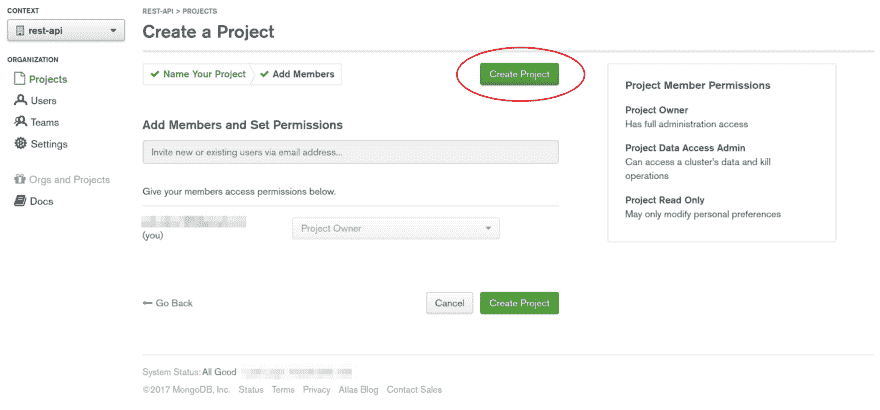 CONTEXT
rest-api
ORGANIZATION
Projects
Users
Teams
Settings
Orgs and Projects
Docs
REST-API > PROJECTS
Create a Project
Name Your Project
Add Members
Create Project
Add Members and Set Permissions
Invite new or existing users via email address...
Give your members access permissions below.
(you)
Project Owner
Go Back
Cancel
Create Project
Project Member Permissions
Project Owner
Has full administration access
Project Data Access Admin
Can access a cluster's data and kill
operations
Project Read Only
May only modify personal preferences
System Status: All Good
©2017 MongoDB, Inc. Status Terms Privacy Atlas Blog Contact Sales